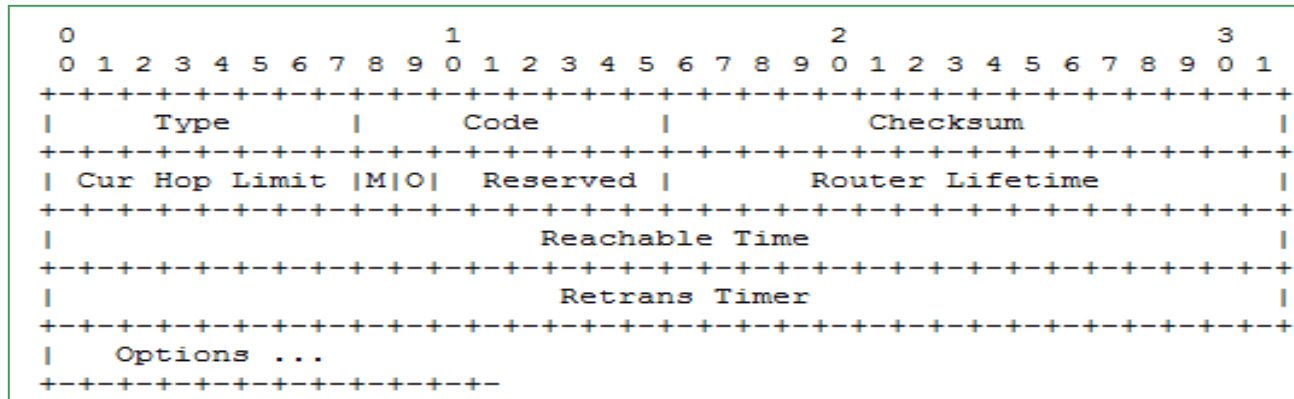 0                   1                   2                   3
 0 1 2 3 4 5 6 7 8 9 0 1 2 3 4 5 6 7 8 9 0 1 2 3 4 5 6 7 8 9 0 1
+-+-+-+-+-+-+-+-+-+-+-+-+-+-+-+-+-+-+-+-+-+-+-+-+-+-+-+-+-+-+-+-+
|     Type      |     Code      |          Checksum             |
+-+-+-+-+-+-+-+-+-+-+-+-+-+-+-+-+-+-+-+-+-+-+-+-+-+-+-+-+-+-+-+-+
| Cur Hop Limit |M|O|  Reserved |       Router Lifetime         |
+-+-+-+-+-+-+-+-+-+-+-+-+-+-+-+-+-+-+-+-+-+-+-+-+-+-+-+-+-+-+-+-+
|                         Reachable Time                        |
+-+-+-+-+-+-+-+-+-+-+-+-+-+-+-+-+-+-+-+-+-+-+-+-+-+-+-+-+-+-+-+-+
|                          Retrans Timer                        |
+-+-+-+-+-+-+-+-+-+-+-+-+-+-+-+-+-+-+-+-+-+-+-+-+-+-+-+-+-+-+-+-+
|   Options ...
+-+-+-+-+-+-+-+-+-+-+-+-